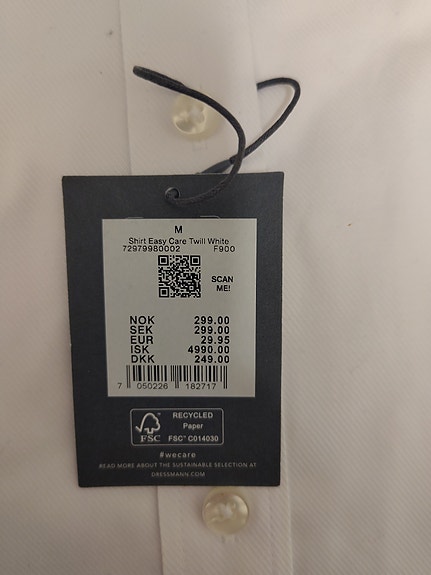 M
Shirt Easy Care Twill White
72979980002 F900
SCAN
ME!
NOK 299.00
SEK 299.00
EUR 29.95
ISK 4990.00
DKK 249.00
7 050226 182717
RECYCLED
Paper
FSC FSC™ C014030
#wecare
READ MORE ABOUT THE SUSTAINABLE SELECTION AT
DRESSMANN.COM